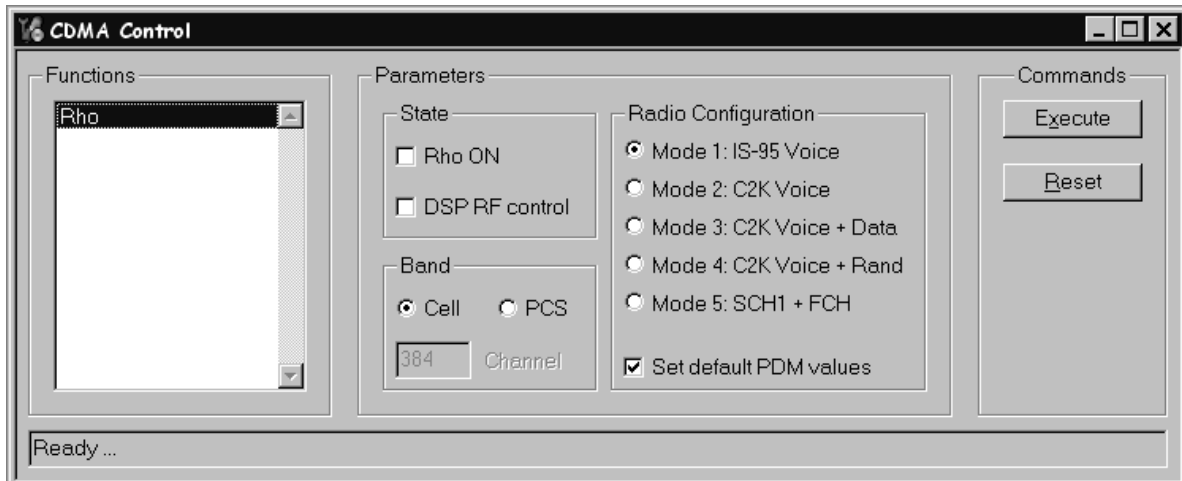 CDMA Control
Functions
Rho
Parameters
State
Rho ON
DSP RF control
Band
Cell
PCS
384
Channel
Radio Configuration
Mode 1: IS-95 Voice
Mode 2: C2K Voice
Mode 3: C2K Voice + Data
Mode 4: C2K Voice + Rand
Mode 5: SCH1 + FCH
Set default PDM values
Commands
Execute
Reset
Ready ...